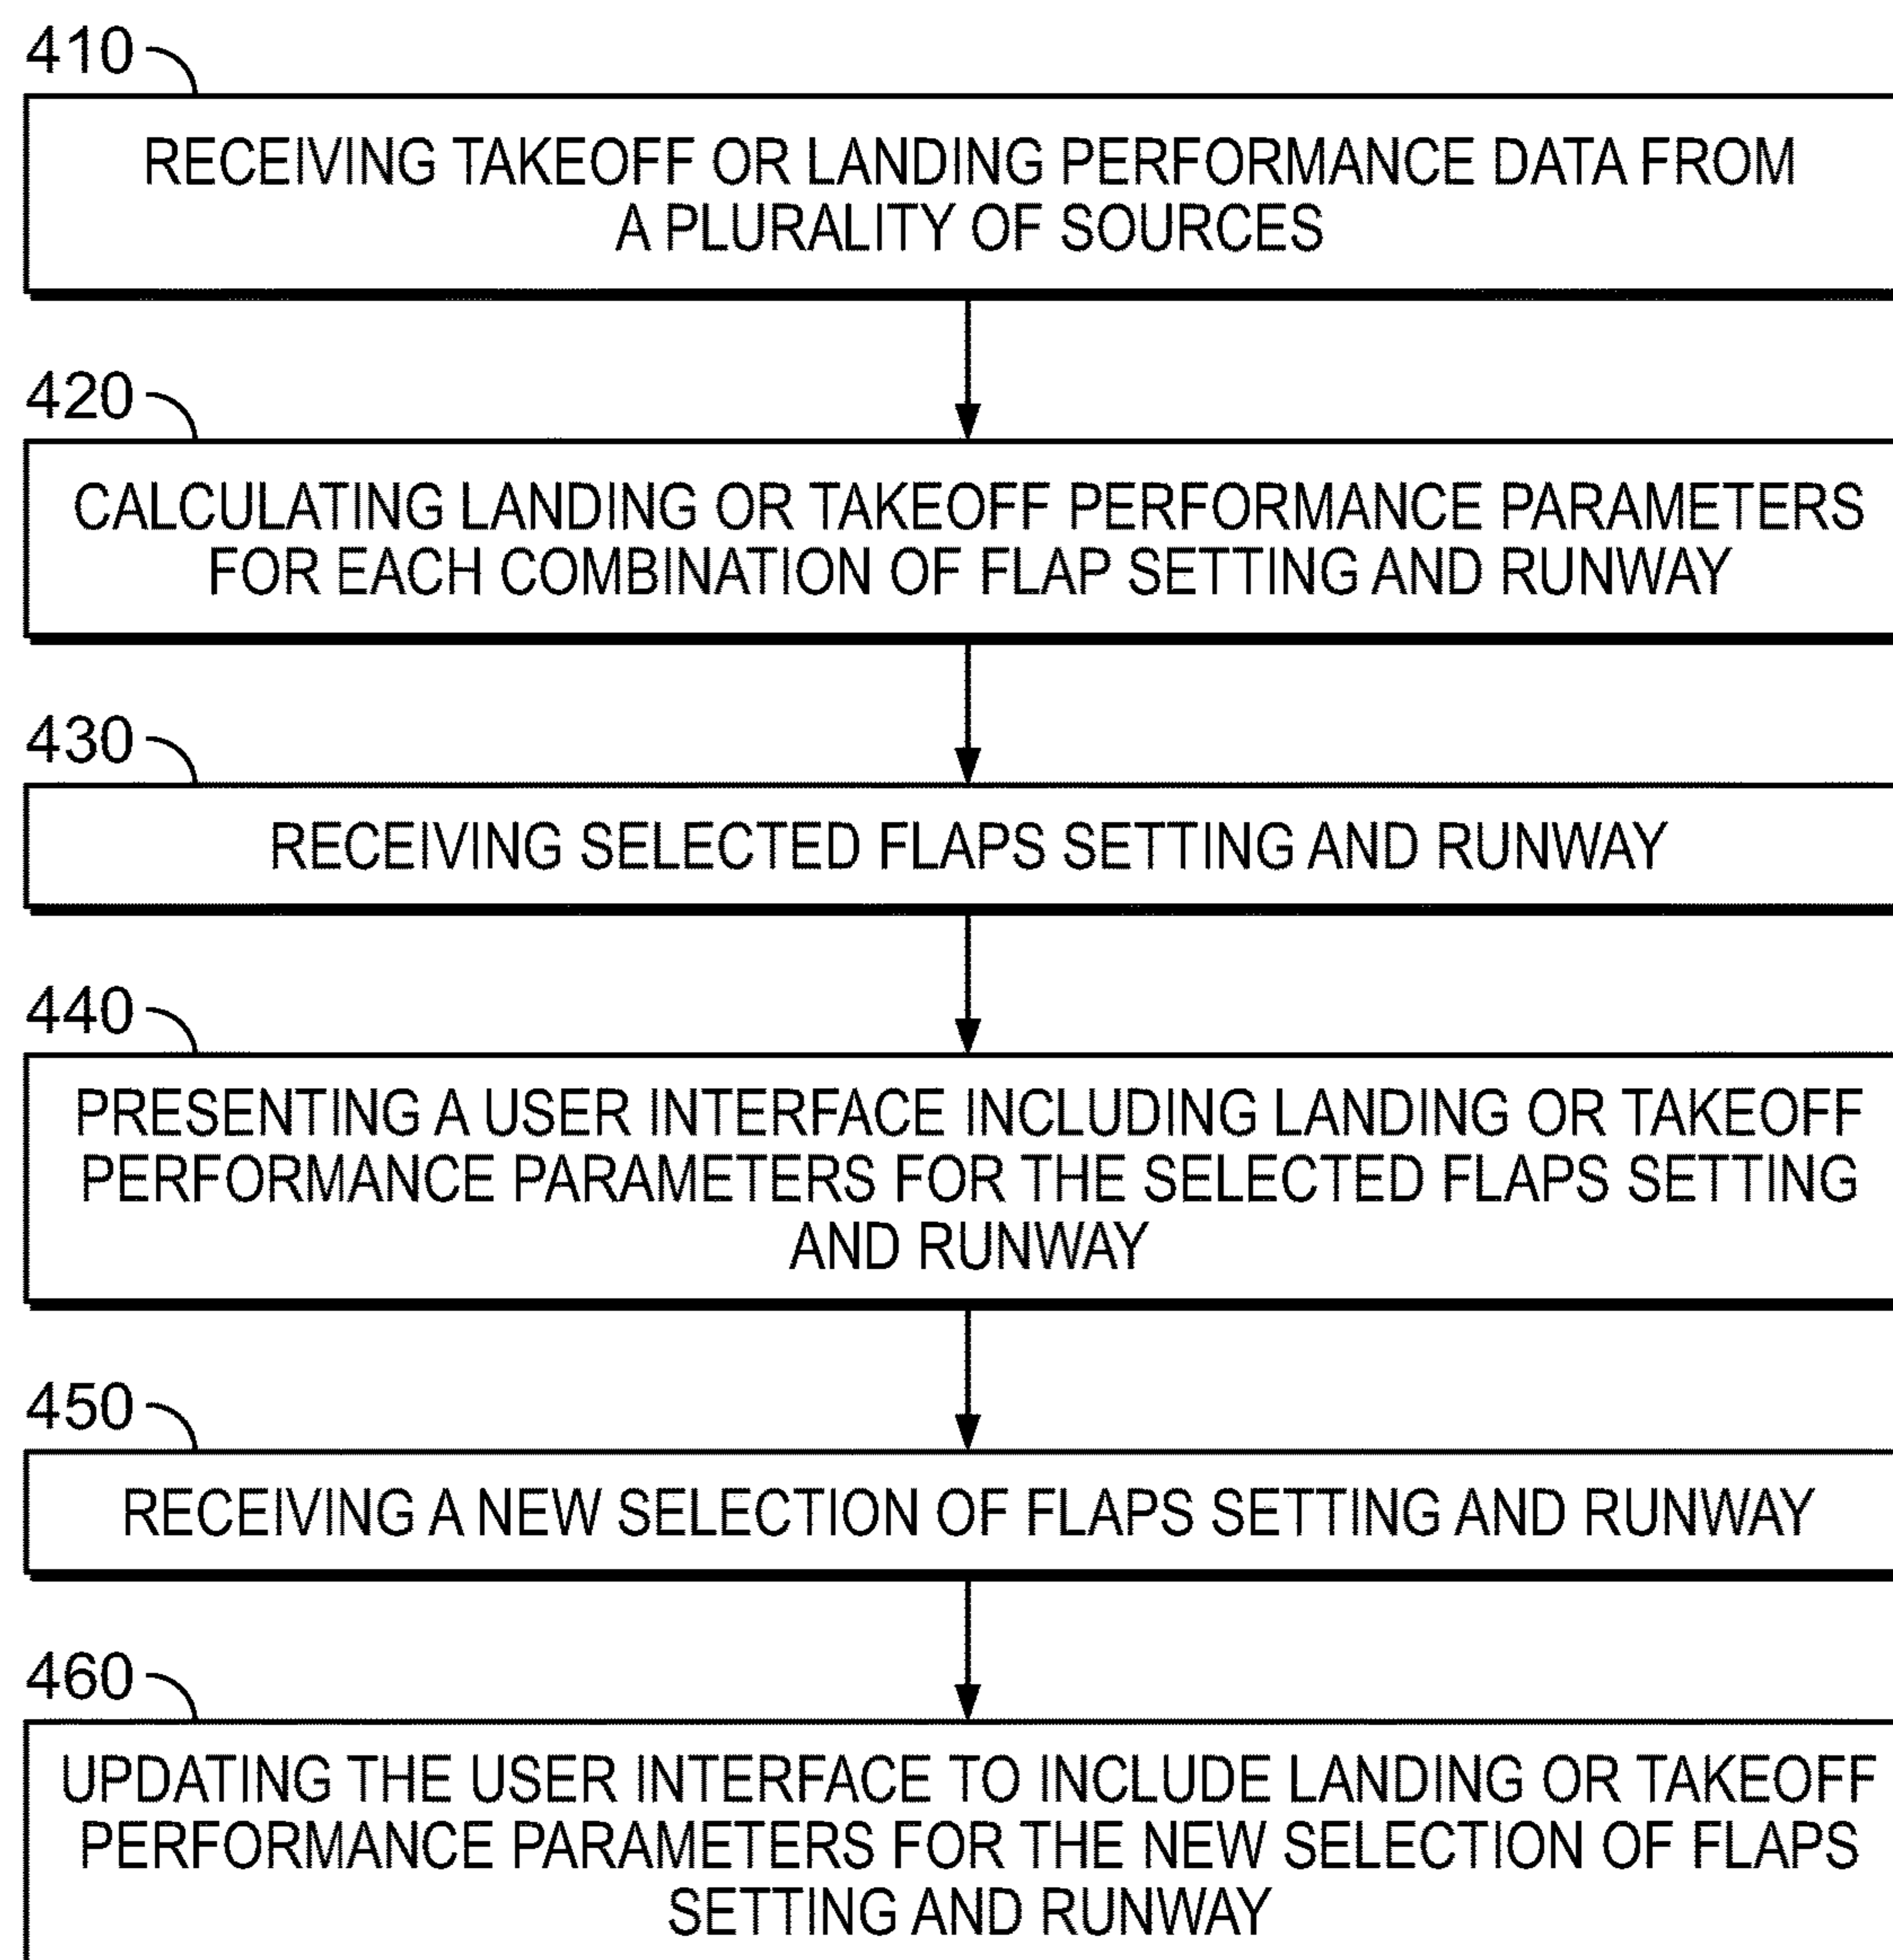 410
RECEIVING TAKEOFF OR LANDING PERFORMANCE DATA FROM
A PLURALITY OF SOURCES
420
CALCULATING LANDING OR TAKEOFF PERFORMANCE PARAMETERS
FOR EACH COMBINATION OF FLAP SETTING AND RUNWAY
430
RECEIVING SELECTED FLAPS SETTING AND RUNWAY
440
PRESENTING A USER INTERFACE INCLUDING LANDING OR TAKEOFF
PERFORMANCE PARAMETERS FOR THE SELECTED FLAPS SETTING
AND RUNWAY
450
RECEIVING A NEW SELECTION OF FLAPS SETTING AND RUNWAY
460
UPDATING THE USER INTERFACE TO INCLUDE LANDING OR TAKEOFF
PERFORMANCE PARAMETERS FOR THE NEW SELECTION OF FLAPS
SETTING AND RUNWAY